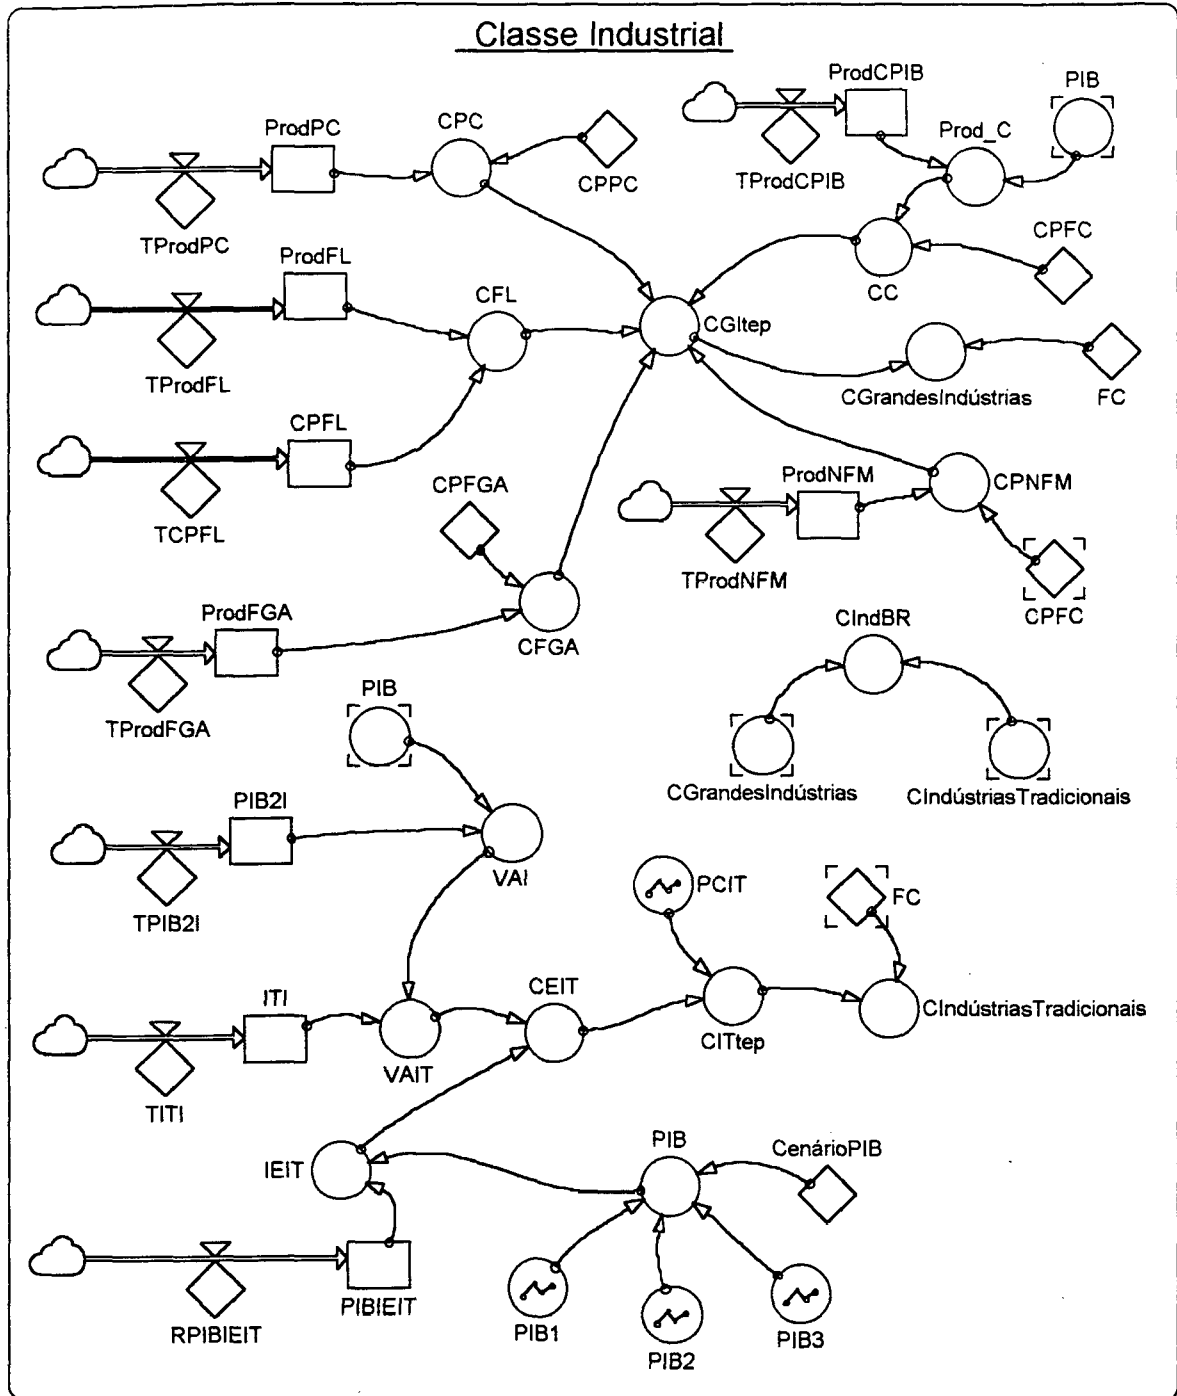 Classe Industrial
ProdCPIB
PIB
ProdPC
CPC
Prod_C
CPPC
TProdCPIB
TProdPC
CPFC
ProdFL
CC
CFL
CGItep
TProdFL
CGrandesIndústrias
FC
CPFL
CPFGA
ProdNFM
CPNFM
TCPFL
TProdNFM
CPFC
ProdFGA
CFGA
CIndBR
TProdFGA
PIB
CGrandesIndústrias
CIndústriasTradicionais
PIB2I
VAI
PCIT
FC
TPIB2I
ITI
CEIT
CIndústriasTradicionais
CITtep
VAIT
TITI
PIB
CenárioPIB
IEIT
PIBIEIT
PIB1
PIB3
RPIBIEIT
PIB2